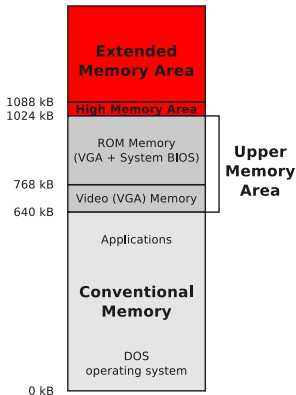 Extended
Memory Area
1088 kB
High Memory Area
1024 kB
ROM Memory
(VGA + System BIOS)
Upper
Memory
Area
768 kB
Video (VGA) Memory
640 kB
Applications
Conventional
Memory
DOS
operating system
0 kB